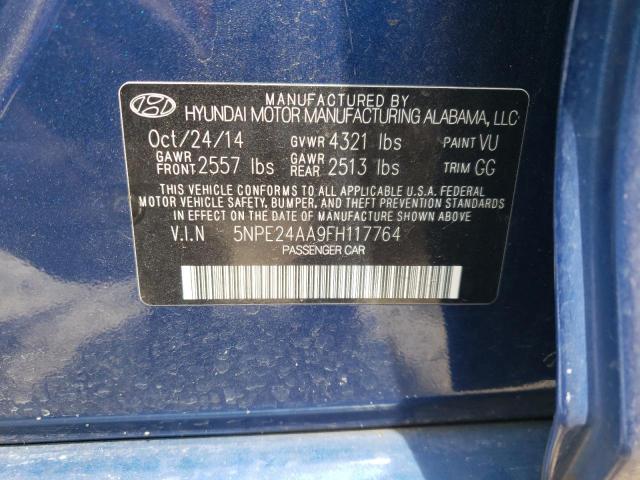 MANUFACTURED BY
HYUNDAI MOTOR MANUFACTURING ALABAMA, LLC
Oct/24/14 GVWR 4321 lbs PAINT VU
GAWR FRONT 2557 lbs GAWR REAR 2513 lbs TRIM GG
THIS VEHICLE CONFORMS TO ALL APPLICABLE U.S.A. FEDERAL
MOTOR VEHICLE SAFETY, BUMPER, AND THEFT PREVENTION STANDARDS
IN EFFECT ON THE DATE OF MANUFACTURE SHOWN ABOVE.
V.I.N 5NPE24AA9FH117764
PASSENGER CAR